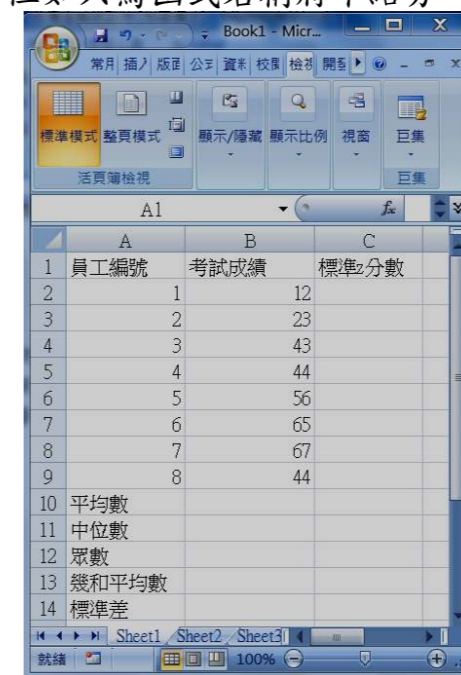 Book1 - Micr...
常用 插入 版面 公式 資料 校閱 檢視 開發
標準模式 整頁模式 顯示/隱藏 顯示比例 視窗 巨集
活頁簿檢視 巨集
A1 fx
A B C
1 員工編號 考試成績 標準z分數
2 1 12
3 2 23
4 3 43
5 4 44
6 5 56
7 6 65
8 7 67
9 8 44
10 平均數
11 中位數
12 眾數
13 幾和平均數
14 標準差
Sheet1 Sheet2 Sheet3
就緒 100%